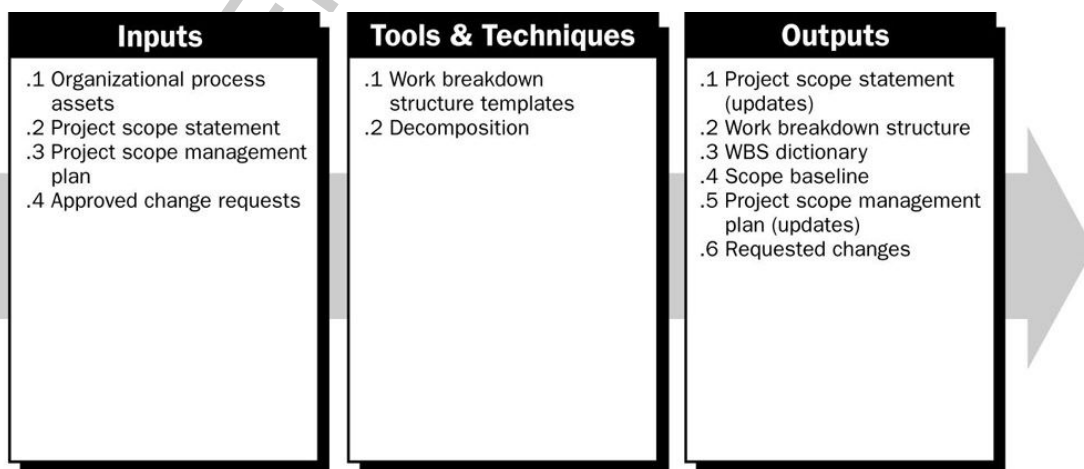 Inputs
.1 Organizational process
assets
.2 Project scope statement
.3 Project scope management
plan
.4 Approved change requests
Tools & Techniques
.1 Work breakdown
structure templates
.2 Decomposition
Outputs
.1 Project scope statement
(updates)
.2 Work breakdown structure
.3 WBS dictionary
.4 Scope baseline
.5 Project scope management
plan (updates)
.6 Requested changes